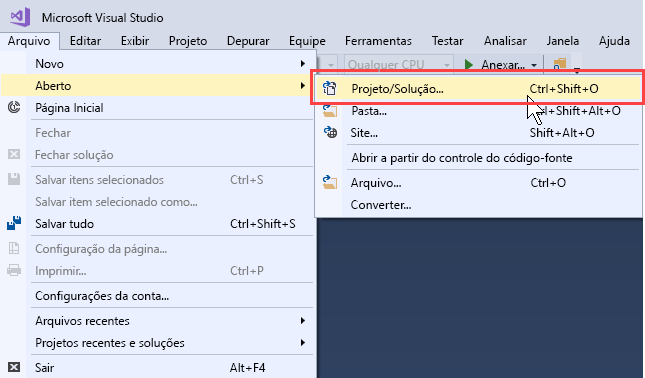 Microsoft Visual Studio
Arquivo Editar Exibir Projeto Depurar Equipe Ferramentas Testar Analisar Janela Ajuda
Qualquer CPU Anexar...
Novo
Aberto
Página Inicial
Fechar
Fechar solução
Salvar itens selecionados Ctrl+S
Salvar item selecionado como...
Salvar tudo Ctrl+Shift+S
Configuração da página...
Imprimir... Ctrl+P
Configurações da conta...
Arquivos recentes
Projetos recentes e soluções
Sair Alt+F4
Projeto/Solução... Ctrl+Shift+O
Pasta... Ctrl+Shift+Alt+O
Site... Shift+Alt+O
Abrir a partir do controle do código-fonte
Arquivo... Ctrl+O
Converter...